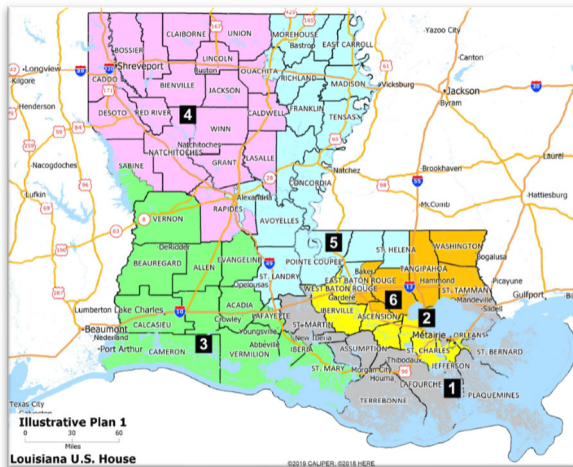 Yazoo City
CLAIBORNE
UNION
MOREHOUSE
Bastrop
EAST CARROLL
BOSSIER
Longview
Kilgore
Shreveport
LINCOLN
Ruston
OUACHITA
RICHLAND
MADISON
Vicksburg
Canton
Jackson
Byram
CADDO
BIENVILLE
JACKSON
FRANKLIN
TENSAS
Henderson
DESOTO
RED RIVER
4
CALDWELL
WINN
Nacogdoches
NATCHITOCHES
Natchitoches
GRANT
LASALLE
Natchez
Brookhaven
Laurel
SABINE
CONCORDIA
McComb
Hattiesburg
Lufkin
Alexandria
RAPIDES
VERNON
AVOYELLES
5
WASHINGTON
Bogalusa
DeRidder
EVANGELINE
POINTE COUPEE
ST. HELENA
TANGIPAHOA
BEAUREGARD
ALLEN
ST. LANDRY
Opelousas
Baker
EAST BATON ROUGE
WEST BATON ROUGE
Hammond
ST. TAMMANY
Picayune
Mandeville
Slidell
Gulfport
Lumberton
Lake Charles
ACADIA
Crowley
LAFAYETTE
Gardere
IBERVILLE
ASCENSION
6
2
Beaumont
Nederland
Port Arthur
CALCASIEU
3
Youngsville
ST. MARTIN
New Iberia
Metairie
ORLEANS
CAMERON
VERMILION
Abbeville
IBERIA
ASSUMPTION
Thibodaux
ST. CHARLES
JEFFERSON
ST. BERNARD
ST. MARY
Morgan City
Houma
LAFOURCHE
1
PLAQUEMINES
TERREBONNE
Texas City
Illustrative Plan 1
0 30 60
Miles
Louisiana U.S. House
©2019 CALIPER; ©2018 HERE